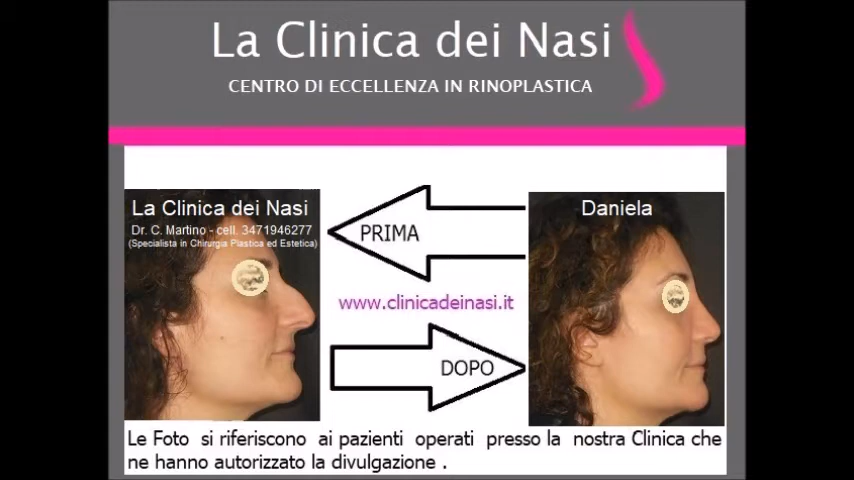 La Clinica dei Nasi
CENTRO DI ECCELLENZA IN RINOPLASTICA
La Clinica dei Nasi
Dr. C. Martino - cell. 3471946277
(Specialista in Chirurgia Plastica ed Estetica)
PRIMA
Daniela
www.clinicadeinasi.it
DOPO
Le Foto si riferiscono ai pazienti operati presso la nostra Clinica che
ne hanno autorizzato la divulgazione .